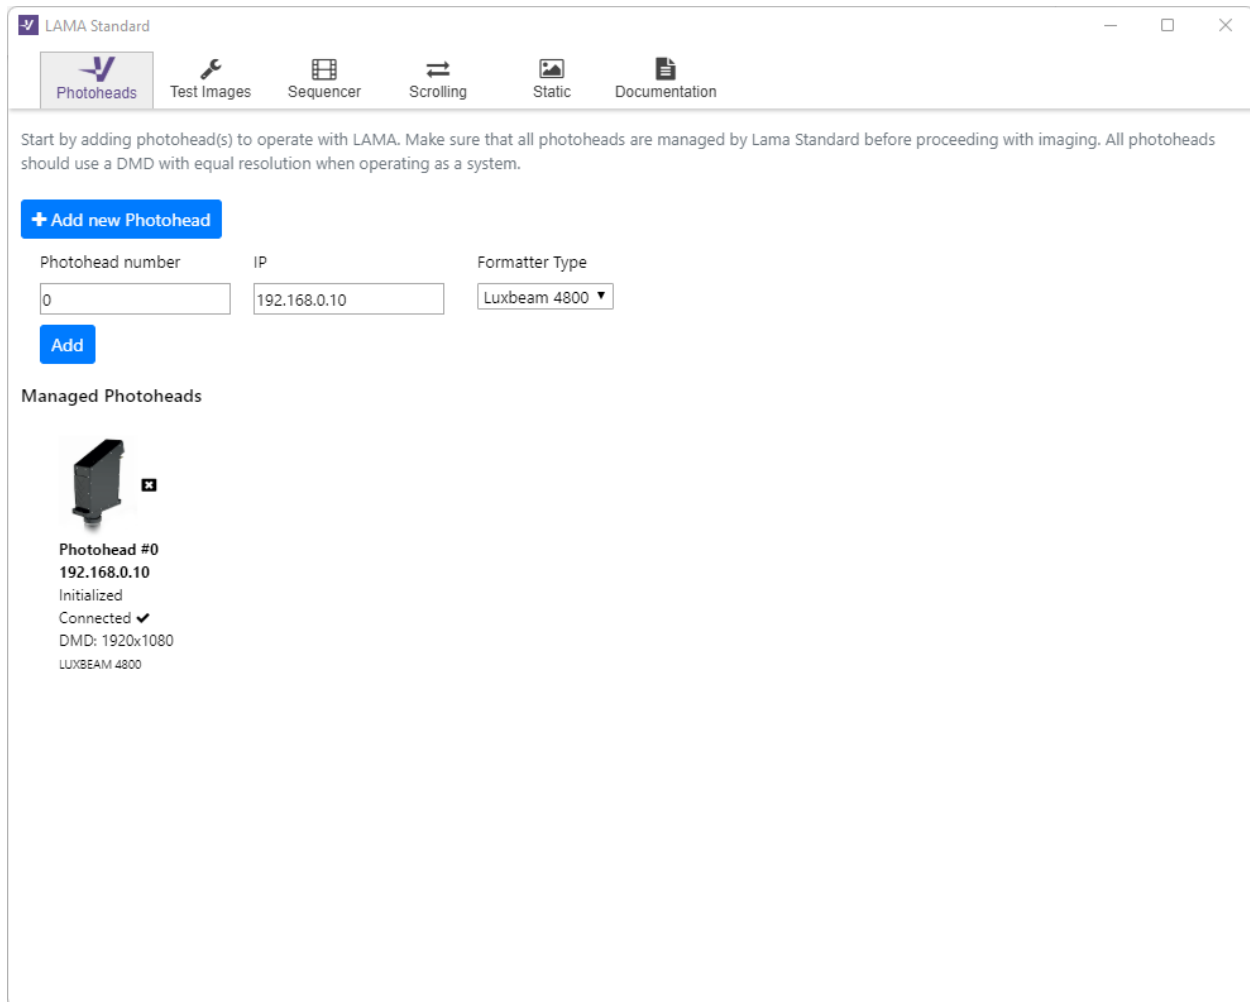 LAMA Standard
Photoheads Test Images Sequencer Scrolling Static Documentation
Start by adding photohead(s) to operate with LAMA. Make sure that all photoheads are managed by Lama Standard before proceeding with imaging. All photoheads
should use a DMD with equal resolution when operating as a system.
Add new Photohead
Photohead number IP Formatter Type
0 192.168.0.10 Luxbeam 4800
Add
Managed Photoheads
Photohead #0
192.168.0.10
Initialized
Connected ✔
DMD: 1920x1080
LUXBEAM 4800